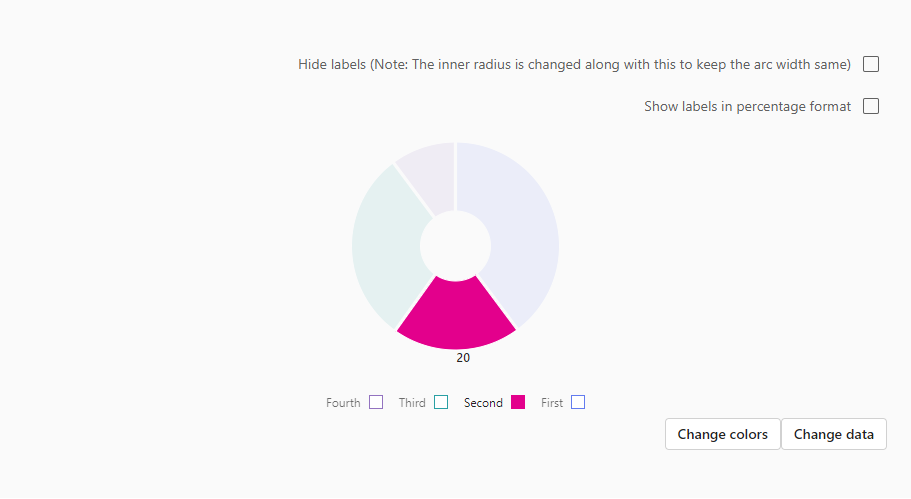 Hide labels (Note: The inner radius is changed along with this to keep the arc width same)
Show labels in percentage format
20
Fourth Third Second First
Change colors Change data